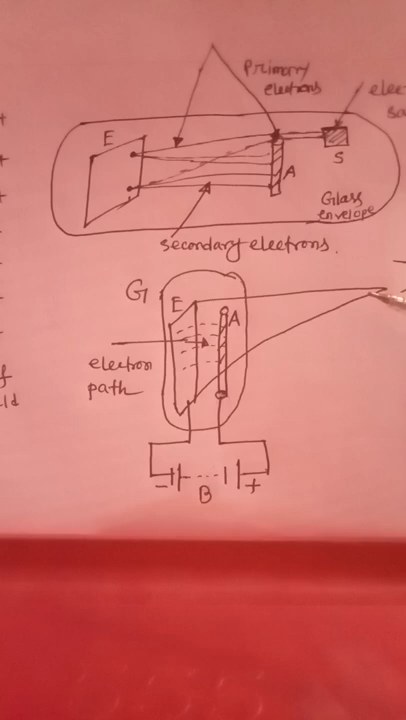 Primary
electrons
E
S
A
Glass
envelope
secondary electrons.
G
E
A
electron
path
- +
B